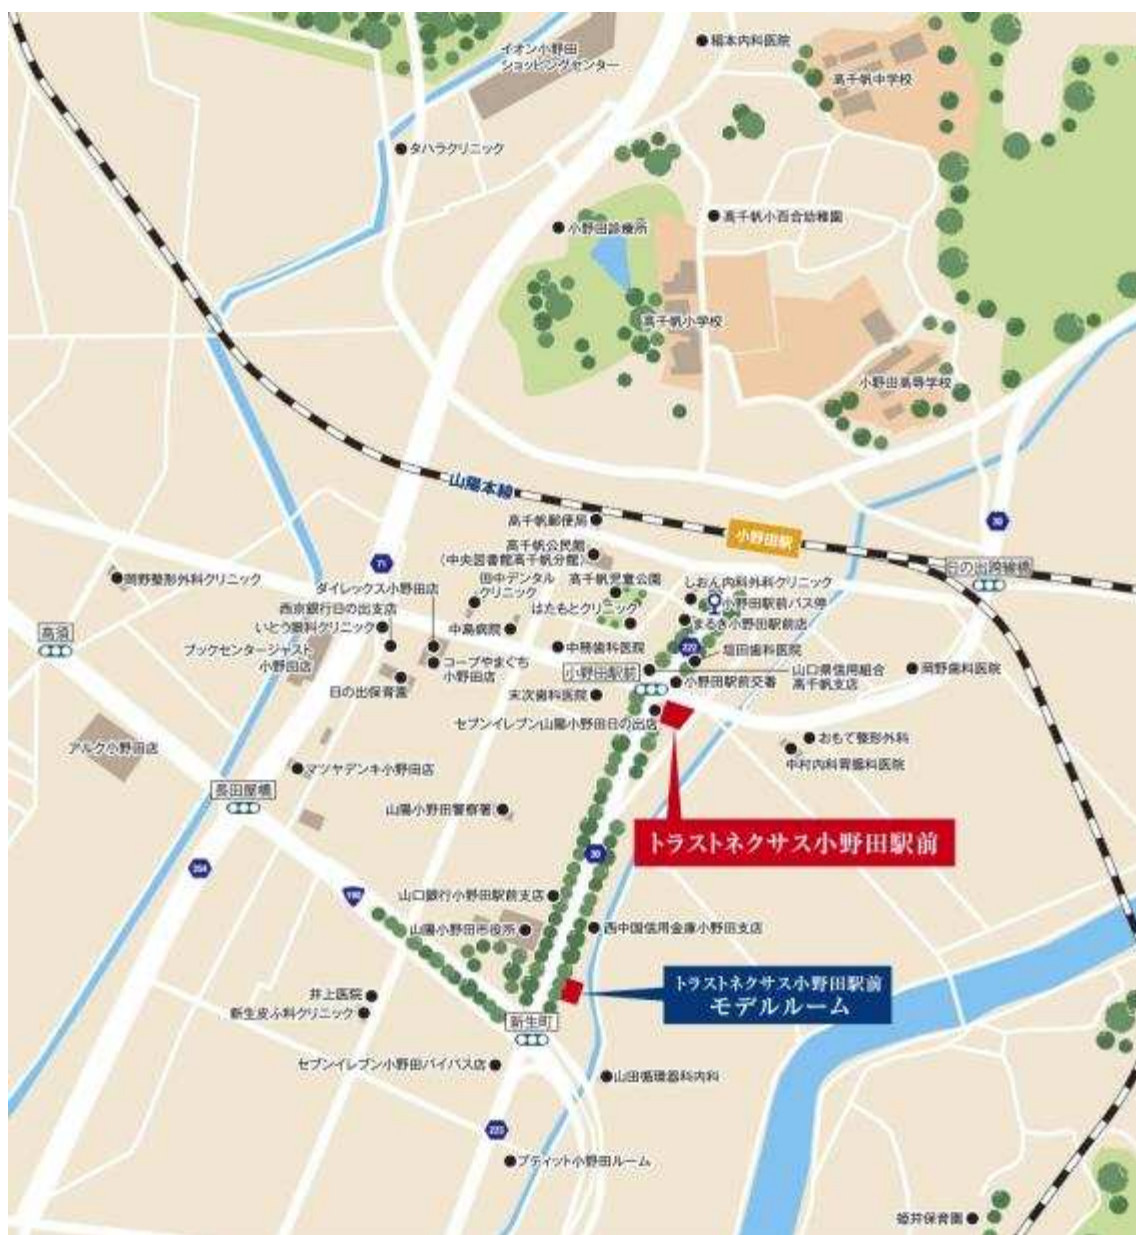 イオン小野田
ショッピングセンター
稲本内科医院
高千帆中学校
タハラクリニック
高千帆小百合幼稚園
小野田診療所
高千帆小学校
小野田高等学校
山陽本線
高千帆郵便局
小野田駅
30
高千帆公民館
(中央図書館高千帆分館)
71
日の出跨線橋
岡野整形外科クリニック
ダイレックス小野田店
田中デンタル
クリニック
高千帆児童公園
しおん内科外科クリニック
西京銀行日の出支店
はたもとクリニック
小野田駅前バス停
いとう眼科クリニック
中島病院
まるき小野田駅前店
高須
ブックセンタージャスト
小野田店
コープやまぐち
小野田店
中務歯科医院
222
塩田歯科医院
小野田駅前
山口県信用組合
高千帆支店
岡野歯科医院
日の出保育園
末次歯科医院
小野田駅前交番
セブンイレブン山陽小野田日の出店
アルク小野田店
おもて整形外科
中村内科胃腸科医院
マツヤデンキ小野田店
長田屋橋
山陽小野田警察署
トラストネクサス小野田駅前
30
354
190
山口銀行小野田駅前支店
山陽小野田市役所
西中国信用金庫小野田支店
トラストネクサス小野田駅前
モデルルーム
井上医院
新生皮ふ科クリニック
新生町
セブンイレブン小野田バイパス店
山田循環器科内科
223
プティット小野田ルーム
姫井保育園